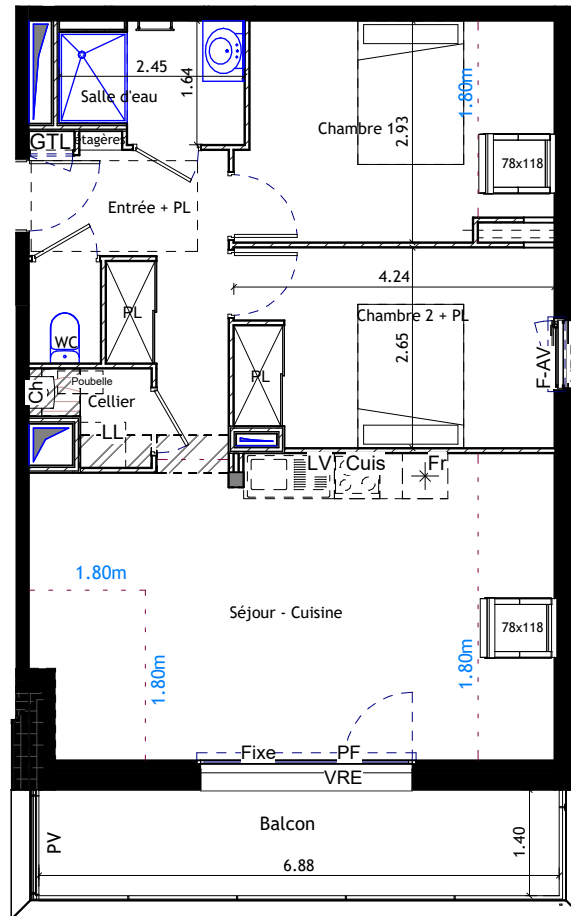 2.45
1.64
Salle d'eau
1.80m
Chambre 1
2.93
GTL
étagères
78x118
Entrée + PL
4.24
PL
Chambre 2 + PL
2.65
WC
F-AV
PL
Poubelle
Ch
Cellier
LL
LV
Cuis
Fr
1.80m
Séjour - Cuisine
78x118
1.80m
1.80m
Fixe
PF
VRE
Balcon
PV
1.40
6.88